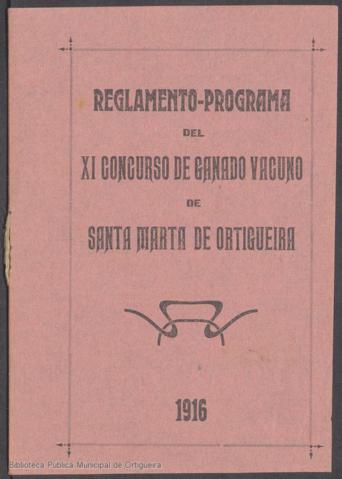 REGLAMENTO-PROGRAMA
DEL
XI CONCURSO DE GANADO VACUNO
DE
SANTA MARTA DE ORTIGUEIRA
1916
Biblioteca Pública Municipal de Ortigueira